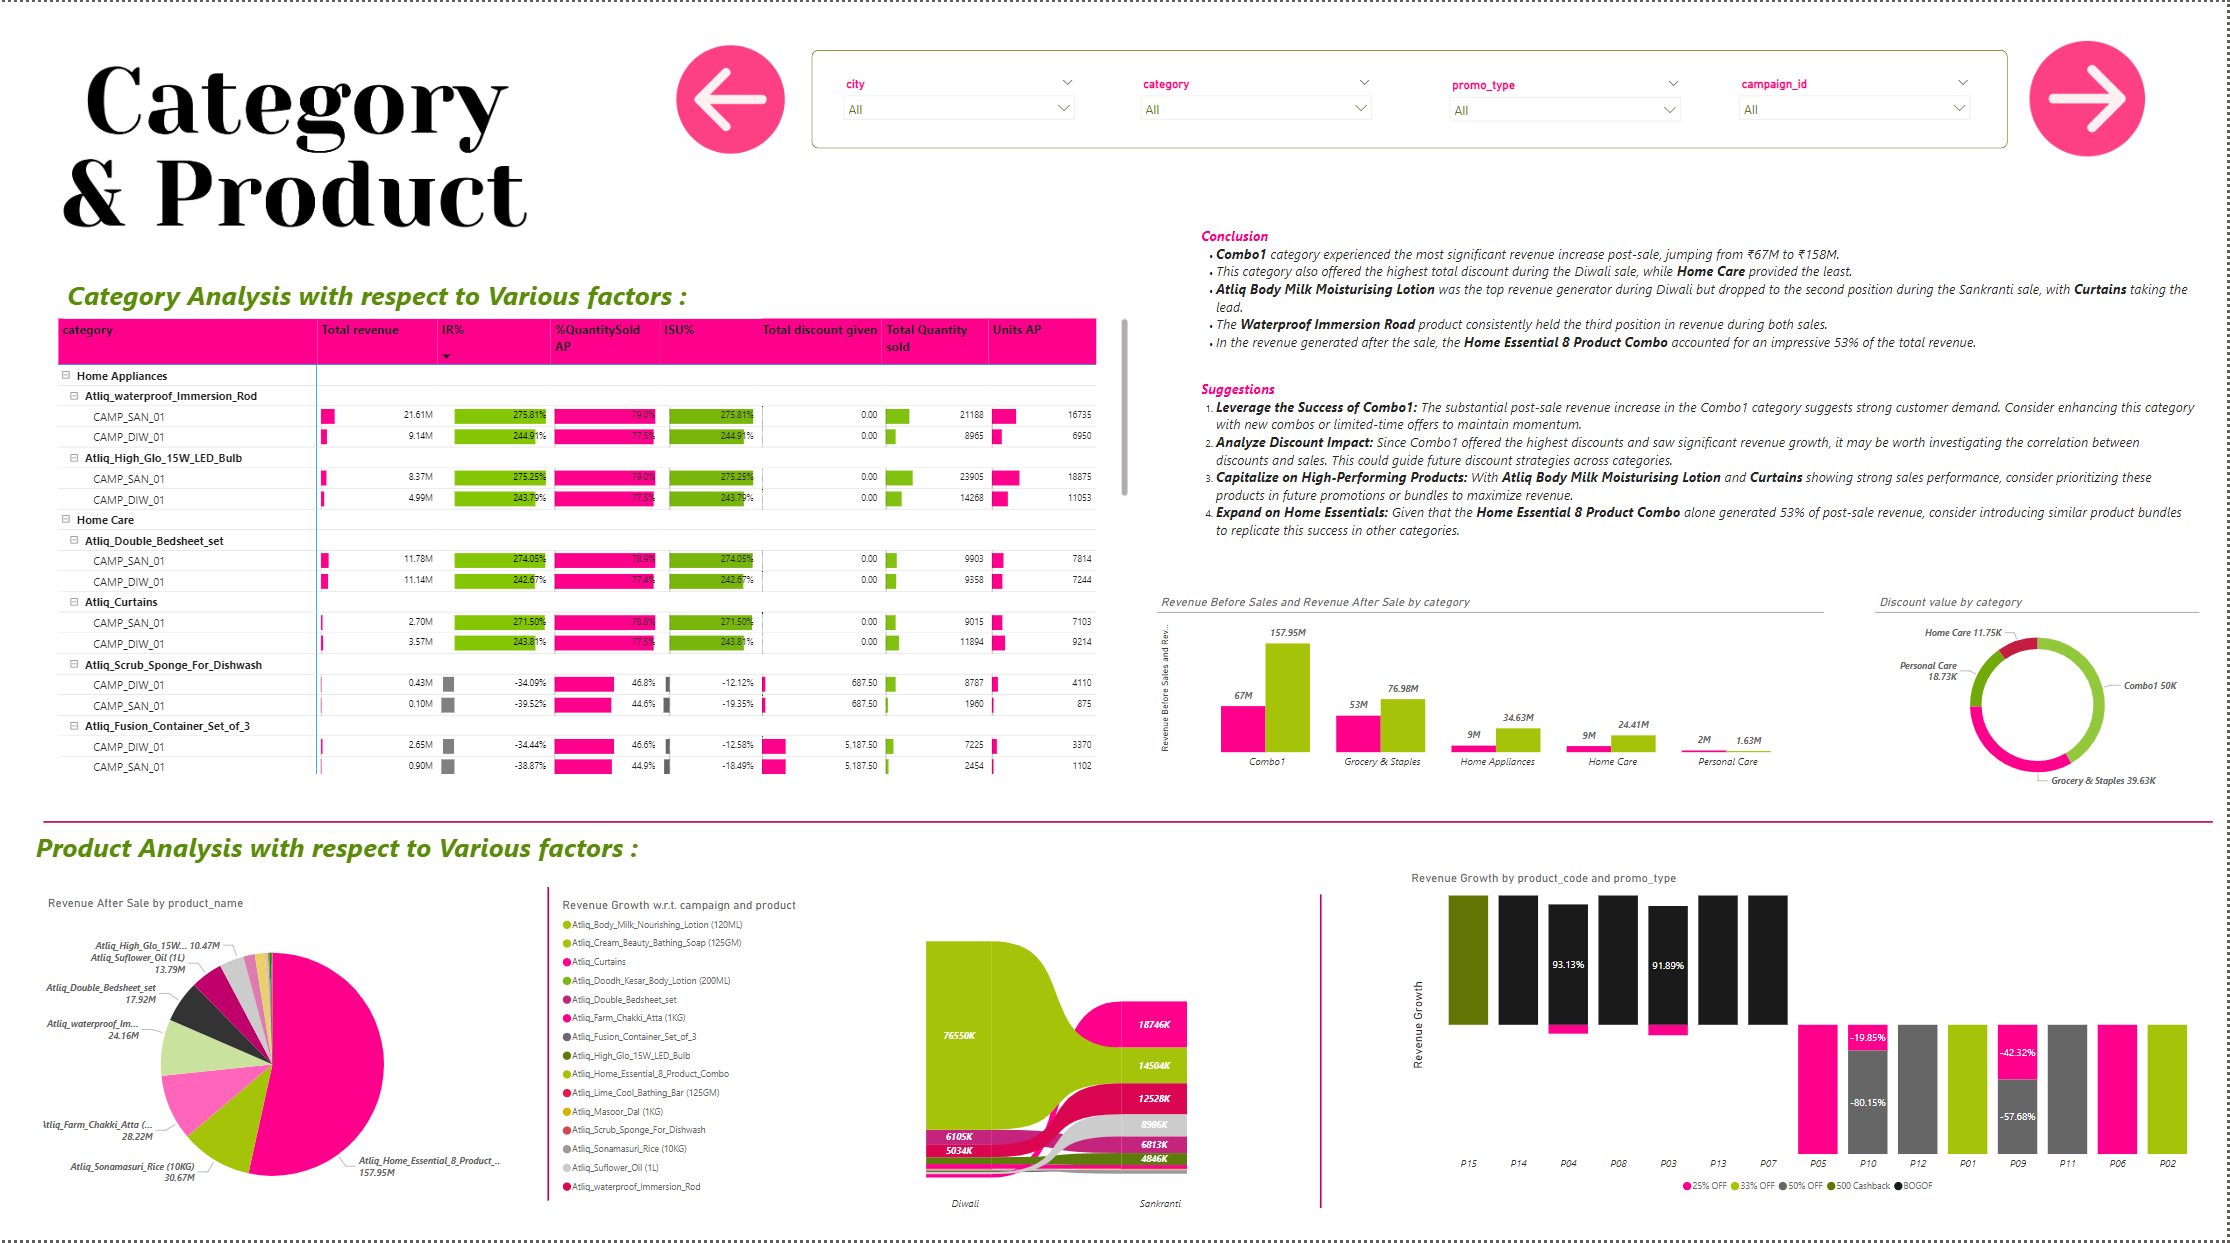 Category
& Product
city
All
category
All
promo_type
All
campaign_id
All
Conclusion
• Combo1 category experienced the most significant revenue increase post-sale, jumping from ₹67M to ₹158M.
• This category also offered the highest total discount during the Diwali sale, while Home Care provided the least.
• Atliq Body Milk Moisturising Lotion was the top revenue generator during Diwali but dropped to the second position during the Sankranti sale, with Curtains taking the
lead.
• The Waterproof Immersion Road product consistently held the third position in revenue during both sales.
• In the revenue generated after the sale, the Home Essential 8 Product Combo accounted for an impressive 53% of the total revenue.
Suggestions
1. Leverage the Success of Combo1: The substantial post-sale revenue increase in the Combo1 category suggests strong customer demand. Consider enhancing this category
with new combos or limited-time offers to maintain momentum.
2. Analyze Discount Impact: Since Combo1 offered the highest discounts and saw significant revenue growth, it may be worth investigating the correlation between
discounts and sales. This could guide future discount strategies across categories.
3. Capitalize on High-Performing Products: With Atliq Body Milk Moisturising Lotion and Curtains showing strong sales performance, consider prioritizing these
products in future promotions or bundles to maximize revenue.
4. Expand on Home Essentials: Given that the Home Essential 8 Product Combo alone generated 53% of post-sale revenue, consider introducing similar product bundles
to replicate this success in other categories.
Category Analysis with respect to Various factors :
category Total revenue IR% %QuantitySold AP ISU% Total discount given Total Quantity sold Units AP
Home Appliances
Atliq_waterproof_Immersion_Rod
CAMP_SAN_01 21.61M 275.81% 79.0% 275.81% 0.00 21188 16735
CAMP_DIW_01 9.14M 244.91% 77.5% 244.91% 0.00 8965 6950
Atliq_High_Glo_15W_LED_Bulb
CAMP_SAN_01 8.37M 275.25% 79.0% 275.25% 0.00 23905 18875
CAMP_DIW_01 4.99M 243.79% 77.5% 243.79% 0.00 14268 11053
Home Care
Atliq_Double_Bedsheet_set
CAMP_SAN_01 11.78M 274.05% 78.9% 274.05% 0.00 9903 7814
CAMP_DIW_01 11.14M 242.67% 77.4% 242.67% 0.00 9358 7244
Atliq_Curtains
CAMP_SAN_01 2.70M 271.50% 78.8% 271.50% 0.00 9015 7103
CAMP_DIW_01 3.57M 243.81% 77.5% 243.81% 0.00 11894 9214
Atliq_Scrub_Sponge_For_Dishwash
CAMP_DIW_01 0.43M -34.09% 46.8% -12.12% 687.50 8787 4110
CAMP_SAN_01 0.10M -39.52% 44.6% -19.35% 687.50 1960 875
Atliq_Fusion_Container_Set_of_3
CAMP_DIW_01 2.65M -34.44% 46.6% -12.58% 5,187.50 7225 3370
CAMP_SAN_01 0.90M -38.87% 44.9% -18.49% 5,187.50 2454 1102
Revenue Before Sales and Revenue After Sale by category
Revenue Before Sales and Rev...
67M 157.95M
53M 76.98M
9M 34.63M
9M 24.41M
2M 1.63M
Combo1 Grocery & Staples Home Appliances Home Care Personal Care
Discount value by category
Home Care 11.75K
Personal Care
18.73K
Combo1 50K
Grocery & Staples 39.63K
Product Analysis with respect to Various factors :
Revenue After Sale by product_name
Atliq_High_Glo_15W... 10.47M
Atliq_Suflower_Oil (1L)
13.79M
Atliq_Double_Bedsheet_set
17.92M
Atliq_waterproof_Im...
24.16M
\tliq_Farm_Chakki_Atta (...
28.22M
Atliq_Sonamasuri_Rice (10KG)
30.67M
Atliq_Home_Essential_8_Product_...
157.95M
Revenue Growth w.r.t. campaign and product
Atliq_Body_Milk_Nourishing_Lotion (120ML)
Atliq_Cream_Beauty_Bathing_Soap (125GM)
Atliq_Curtains
Atliq_Doodh_Kesar_Body_Lotion (200ML)
Atliq_Double_Bedsheet_set
Atliq_Farm_Chakki_Atta (1KG)
Atliq_Fusion_Container_Set_of_3
Atliq_High_Glo_15W_LED_Bulb
Atliq_Home_Essential_8_Product_Combo
Atliq_Lime_Cool_Bathing_Bar (125GM)
Atliq_Masoor_Dal (1KG)
Atliq_Scrub_Sponge_For_Dishwash
Atliq_Sonamasuri_Rice (10KG)
Atliq_Suflower_Oil (1L)
Atliq_waterproof_Immersion_Rod
76550K
6105K
5034K
18746K
14504K
12528K
8986K
6813K
4846K
Diwali Sankranti
Revenue Growth by product_code and promo_type
Revenue Growth
93.13% 91.89%
-19.85% -42.32%
-80.15% -57.68%
P15 P14 P04 P08 P03 P13 P07 P05 P10 P12 P01 P09 P11 P06 P02
25% OFF 33% OFF 50% OFF 500 Cashback BOGOF